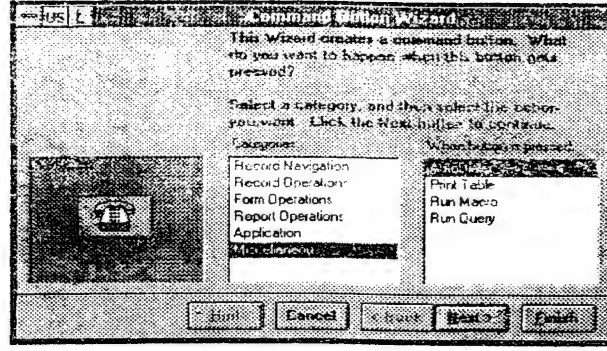 US
Command Button Wizard
This Wizard creates a command button. What
do you want to happen when this button gets
pressed?
Select a category, and then select the action
you want. Click the Next button to continue.
Categories:
When button is pressed:
Record Navigation
Record Operations
Form Operations
Report Operations
Application
Miscellaneous
Print Table
Run Macro
Run Query
Hint
Cancel
< Back
Next >
Finish